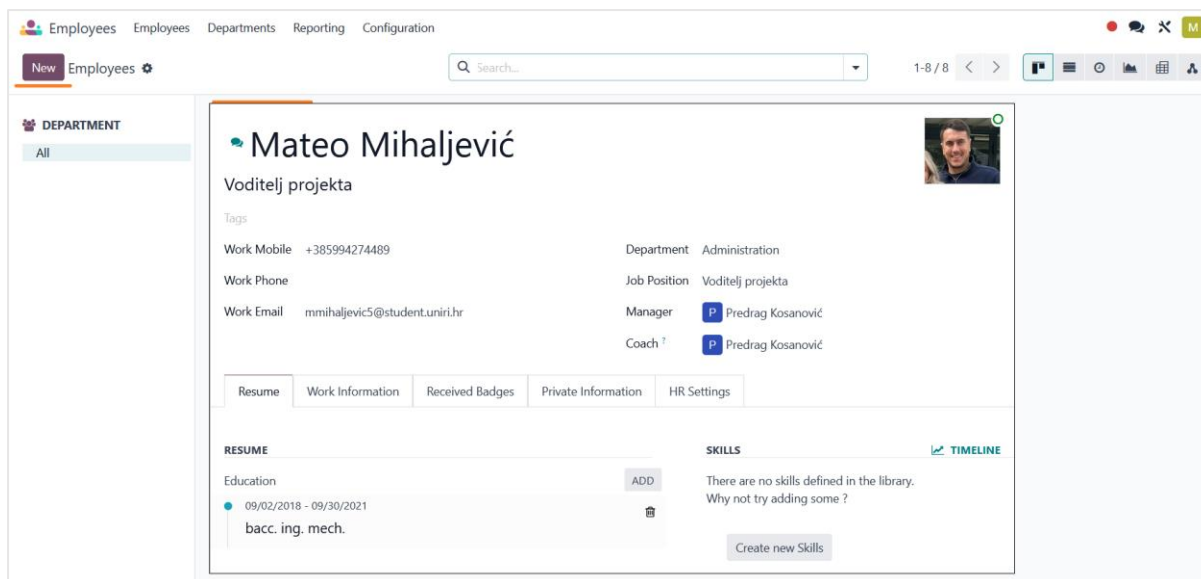 Employees Employees Departments Reporting Configuration M
New Employees Search... 1-8 / 8
DEPARTMENT
All
Mateo Mihaljević
Voditelj projekta
Tags
Work Mobile +385994274489 Department Administration
Work Phone Job Position Voditelj projekta
Work Email mmihaljevic5@student.uniri.hr Manager P Predrag Kosanović
Coach ? P Predrag Kosanović
Resume Work Information Received Badges Private Information HR Settings
RESUME SKILLS TIMELINE
Education ADD There are no skills defined in the library.
09/02/2018 - 09/30/2021 Why not try adding some ?
bacc. ing. mech.
Create new Skills